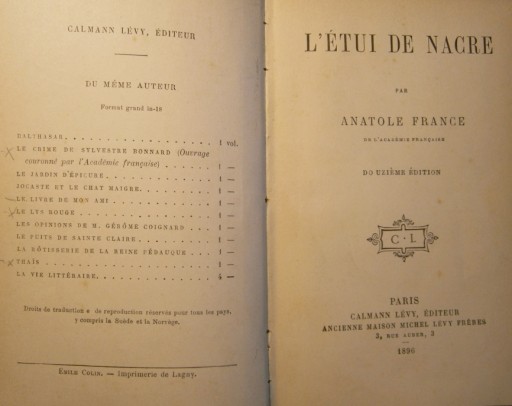 CALMANN LÉVY, ÉDITEUR
DU MÊME AUTEUR
Format grand in-18
BALTHASAR. 1 vol.
LE CRIME DE SYLVESTRE BONNARD (Ouvrage
couronné par l'Académie française) 1 —
LE JARDIN D'ÉPICURE 1 —
JOCASTE ET LE CHAT MAIGRE. 1 —
LE LIVRE DE MON AMI 1 —
LE LYS ROUGE 1 —
LES OPINIONS DE M. GÉRÔME COIGNARD 1 —
LE PUITS DE SAINTE CLAIRE 1 —
LA RÔTISSERIE DE LA REINE PÉDAUQUE 1 —
THAÏS 1 —
LA VIE LITTÉRAIRE. 4 —
Droits de traduction e de reproduction réservés pour tous les pays,
y compris la Suède et la Norvège.
ÉMILE COLIN. — Imprimerie de Lagny.
L'ÉTUI DE NACRE
PAR
ANATOLE FRANCE
DE L'ACADÉMIE FRANÇAISE
DOUZIÈME ÉDITION
C·L
PARIS
CALMANN LÉVY, ÉDITEUR
ANCIENNE MAISON MICHEL LÉVY FRÈRES
3, RUE AUBER, 3
1896